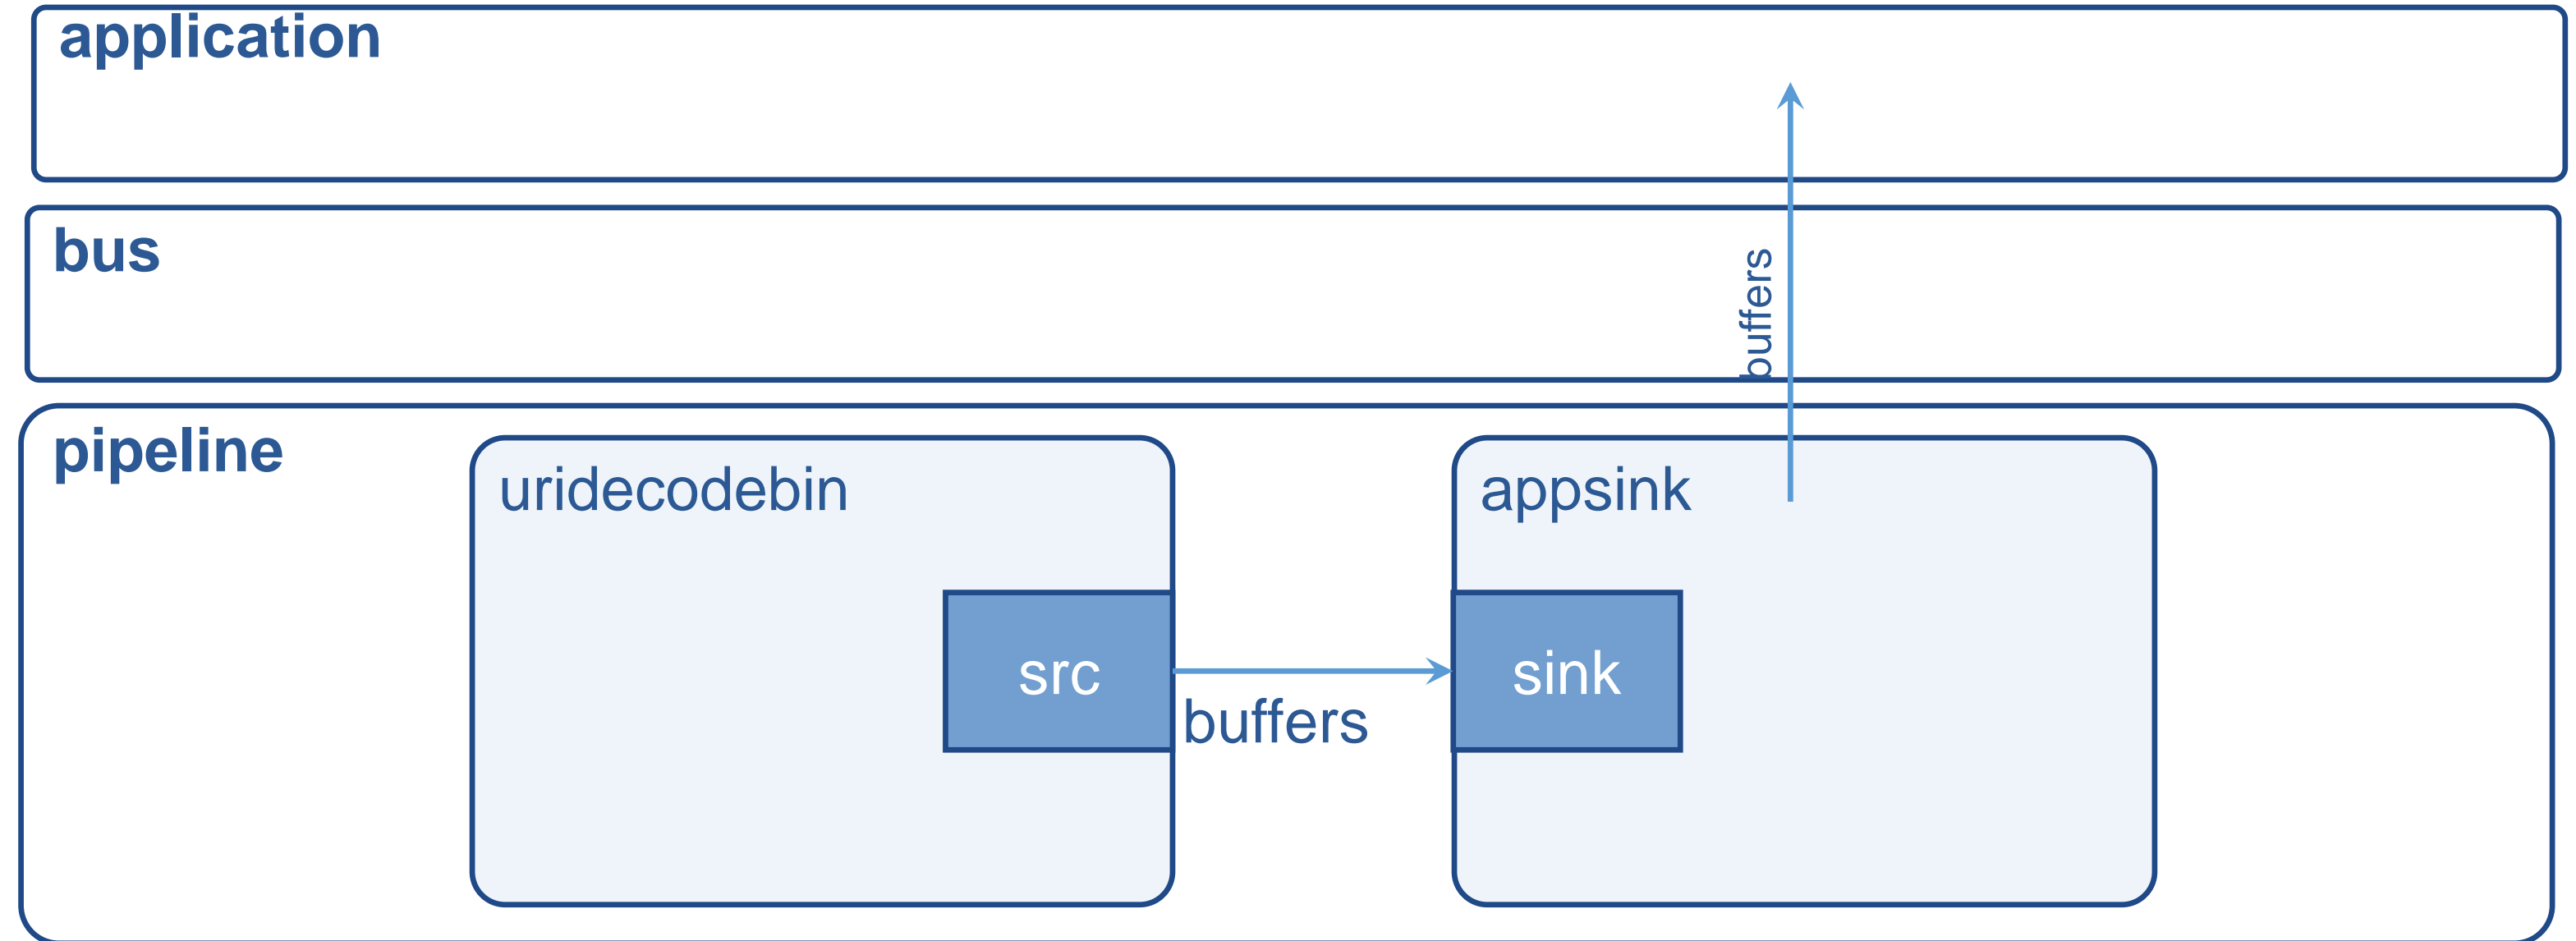 application
bus
buffers
pipeline
uridecodebin
appsink
src
sink
buffers